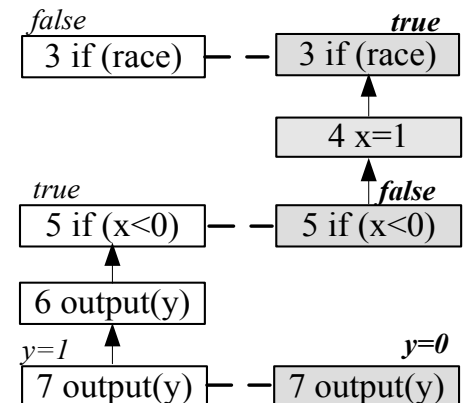 false true
3 if (race) 3 if (race)
4 x=1
true false
5 if (x<0) 5 if (x<0)
6 output(y)
y=1 y=0
7 output(y) 7 output(y)